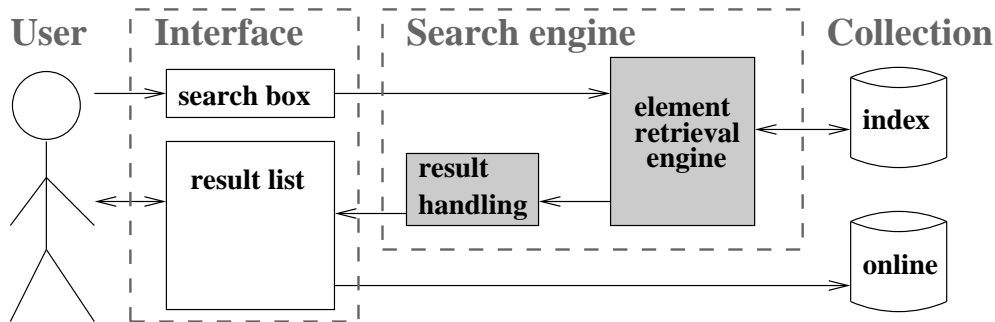 User
Interface
Search engine
Collection
search box
element
retrieval
engine
index
result list
result
handling
online